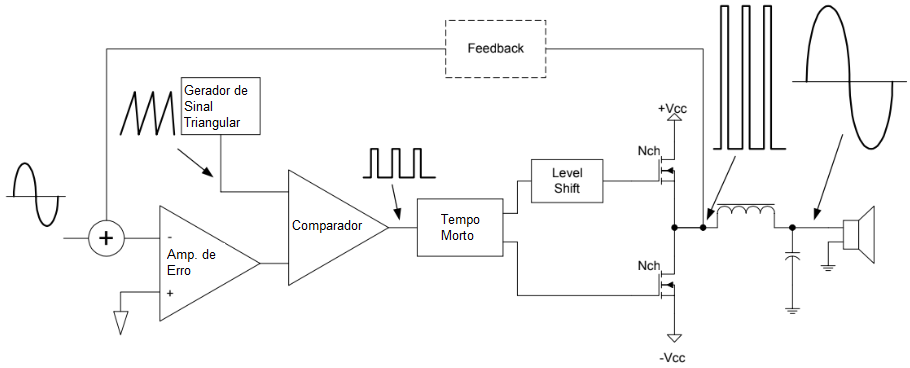 Feedback
Gerador de
Sinal
Triangular
+Vcc
Nch
Level
Shift
Comparador
Tempo
Morto
+
-
Amp. de
Erro
+
Nch
-Vcc